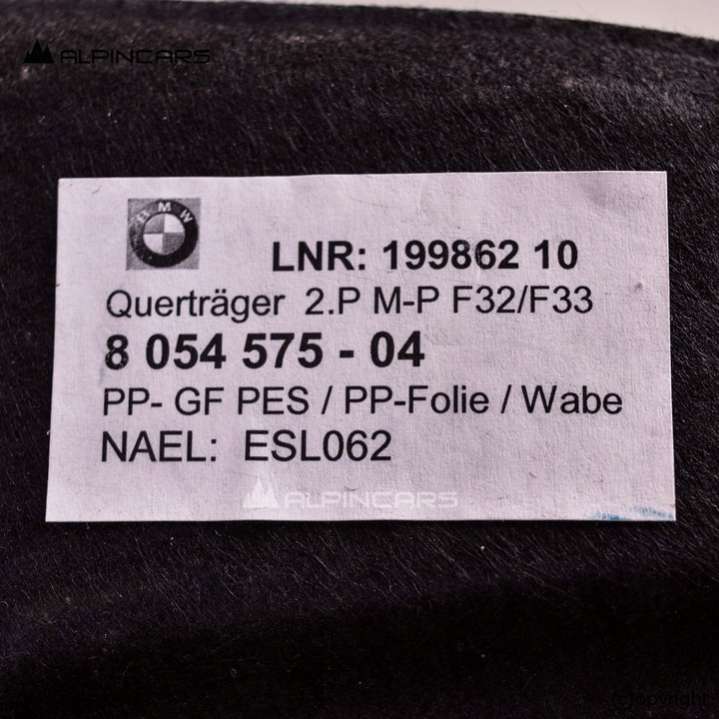 ALPINCARS
BMW
LNR: 199862 10
Querträger 2.P M-P F32/F33
8 054 575 - 04
PP- GF PES / PP-Folie / Wabe
NAEL: ESL062
ALPINCARS
copyright